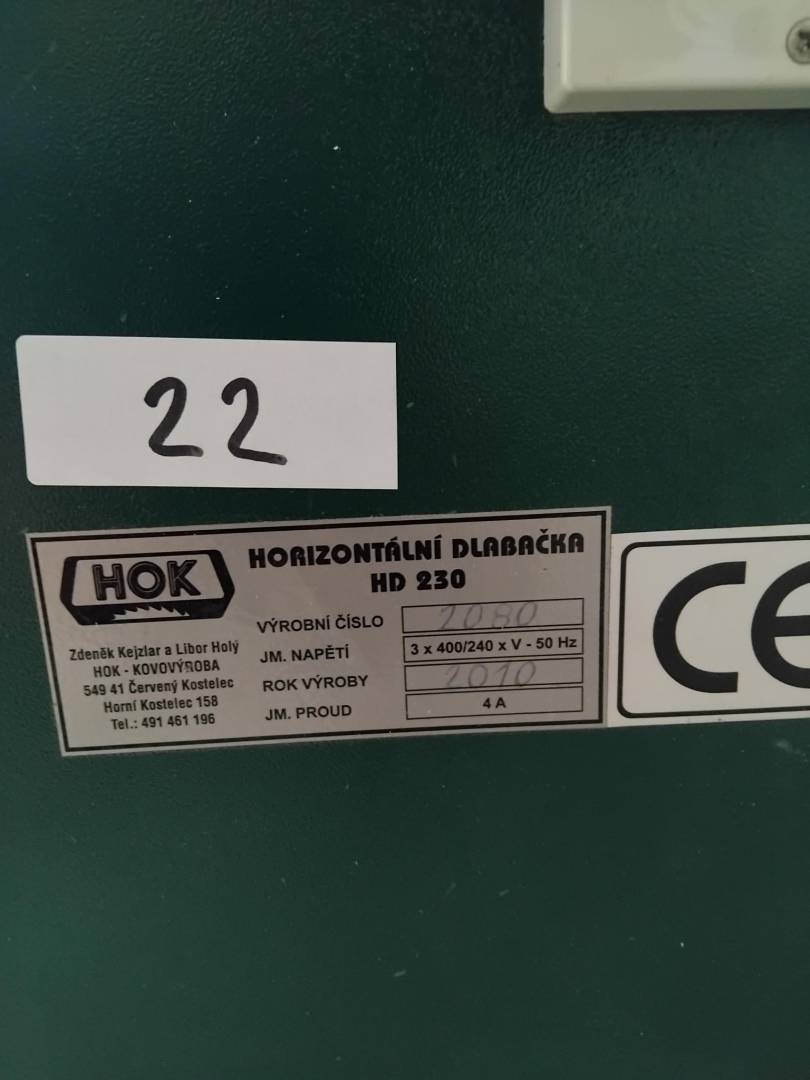 22
HOK
HORIZONTÁLNÍ DLABAČKA
HD 230
Zdeněk Kejzlar a Libor Holý
HOK - KOVOVÝROBA
549 41 Červený Kostelec
Horní Kostelec 158
Tel.: 491 461 196
VÝROBNÍ ČÍSLO 2080
JM. NAPĚTÍ 3 x 400/240 x V - 50 Hz
ROK VÝROBY 2010
JM. PROUD 4 A
CE